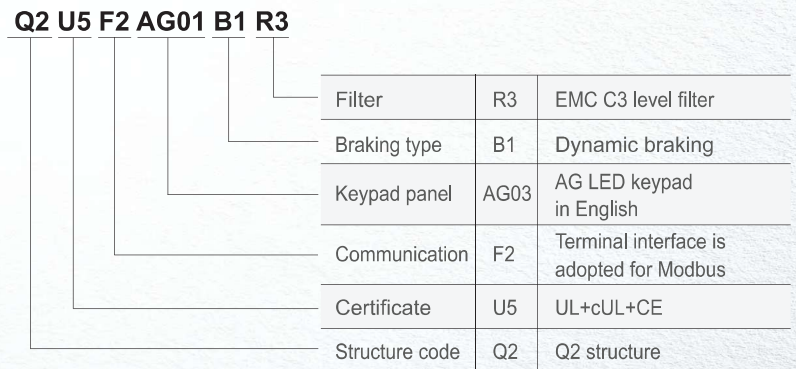 Q2 U5 F2 AG01 B1 R3
Filter R3 EMC C3 level filter
Braking type B1 Dynamic braking
Keypad panel AG03 AG LED keypad
in English
Communication F2 Terminal interface is
adopted for Modbus
Certificate U5 UL+cUL+CE
Structure code Q2 Q2 structure